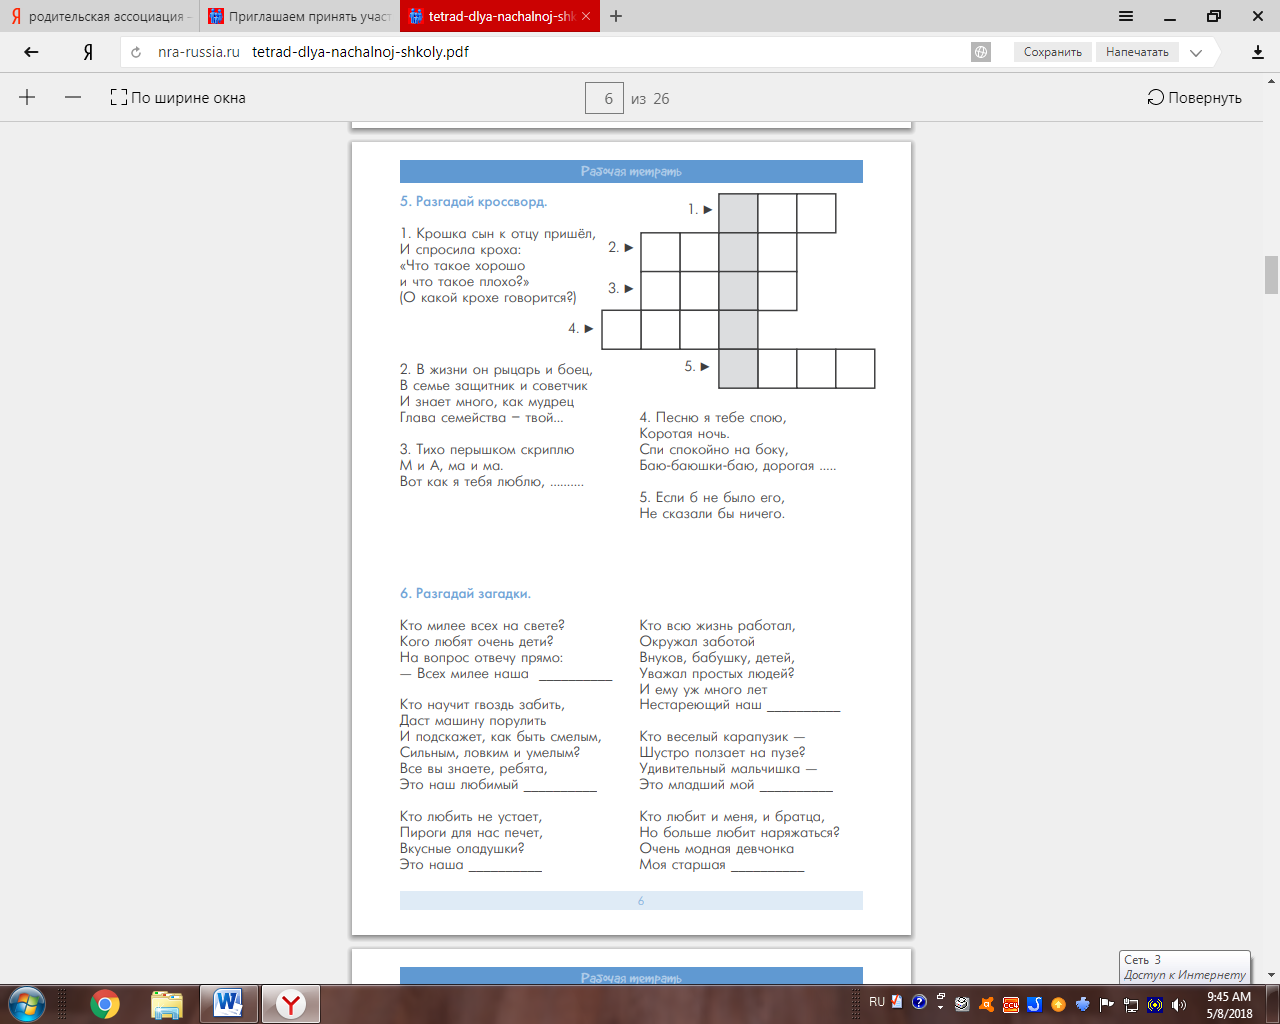 родительская ассоциация -
Приглашаем принять участ
tetrad-dlya-nachalnoj-shk
nra-russia.ru tetrad-dlya-nachalnoj-shkoly.pdf
Сохранить
Напечатать
По ширине окна
6 из 26
Повернуть
Рабочая тетрать
5. Разгадай кроссворд.
1. Крошка сын к отцу пришёл,
И спросила кроха:
«Что такое хорошо
и что такое плохо?»
(О какой крохе говорится?)
1.
2.
3.
4.
5.
2. В жизни он рыцарь и боец,
В семье защитник и советчик
И знает много, как мудрец
Глава семейства – твой...
3. Тихо перышком скриплю
М и А, ма и ма.
Вот как я тебя люблю, ..........
4. Песню я тебе спою,
Коротая ночь.
Спи спокойно на боку,
Баю-баюшки-баю, дорогая .....
5. Если б не было его,
Не сказали бы ничего.
6. Разгадай загадки.
Кто милее всех на свете?
Кого любят очень дети?
На вопрос отвечу прямо:
— Всех милее наша __________
Кто научит гвоздь забить,
Даст машину порулить
И подскажет, как быть смелым,
Сильным, ловким и умелым?
Все вы знаете, ребята,
Это наш любимый __________
Кто любить не устает,
Пироги для нас печет,
Вкусные оладушки?
Это наша __________
Кто всю жизнь работал,
Окружал заботой
Внуков, бабушку, детей,
Уважал простых людей?
И ему уж много лет
Нестареющий наш __________
Кто веселый карапузик —
Шустро ползает на пузе?
Удивительный мальчишка —
Это младший мой __________
Кто любит и меня, и братца,
Но больше любит наряжаться?
Очень модная девчонка
Моя старшая __________
6
Рабочая тетрать
Сеть 3
Доступ к Интернету
RU
9:45 AM
5/8/2018